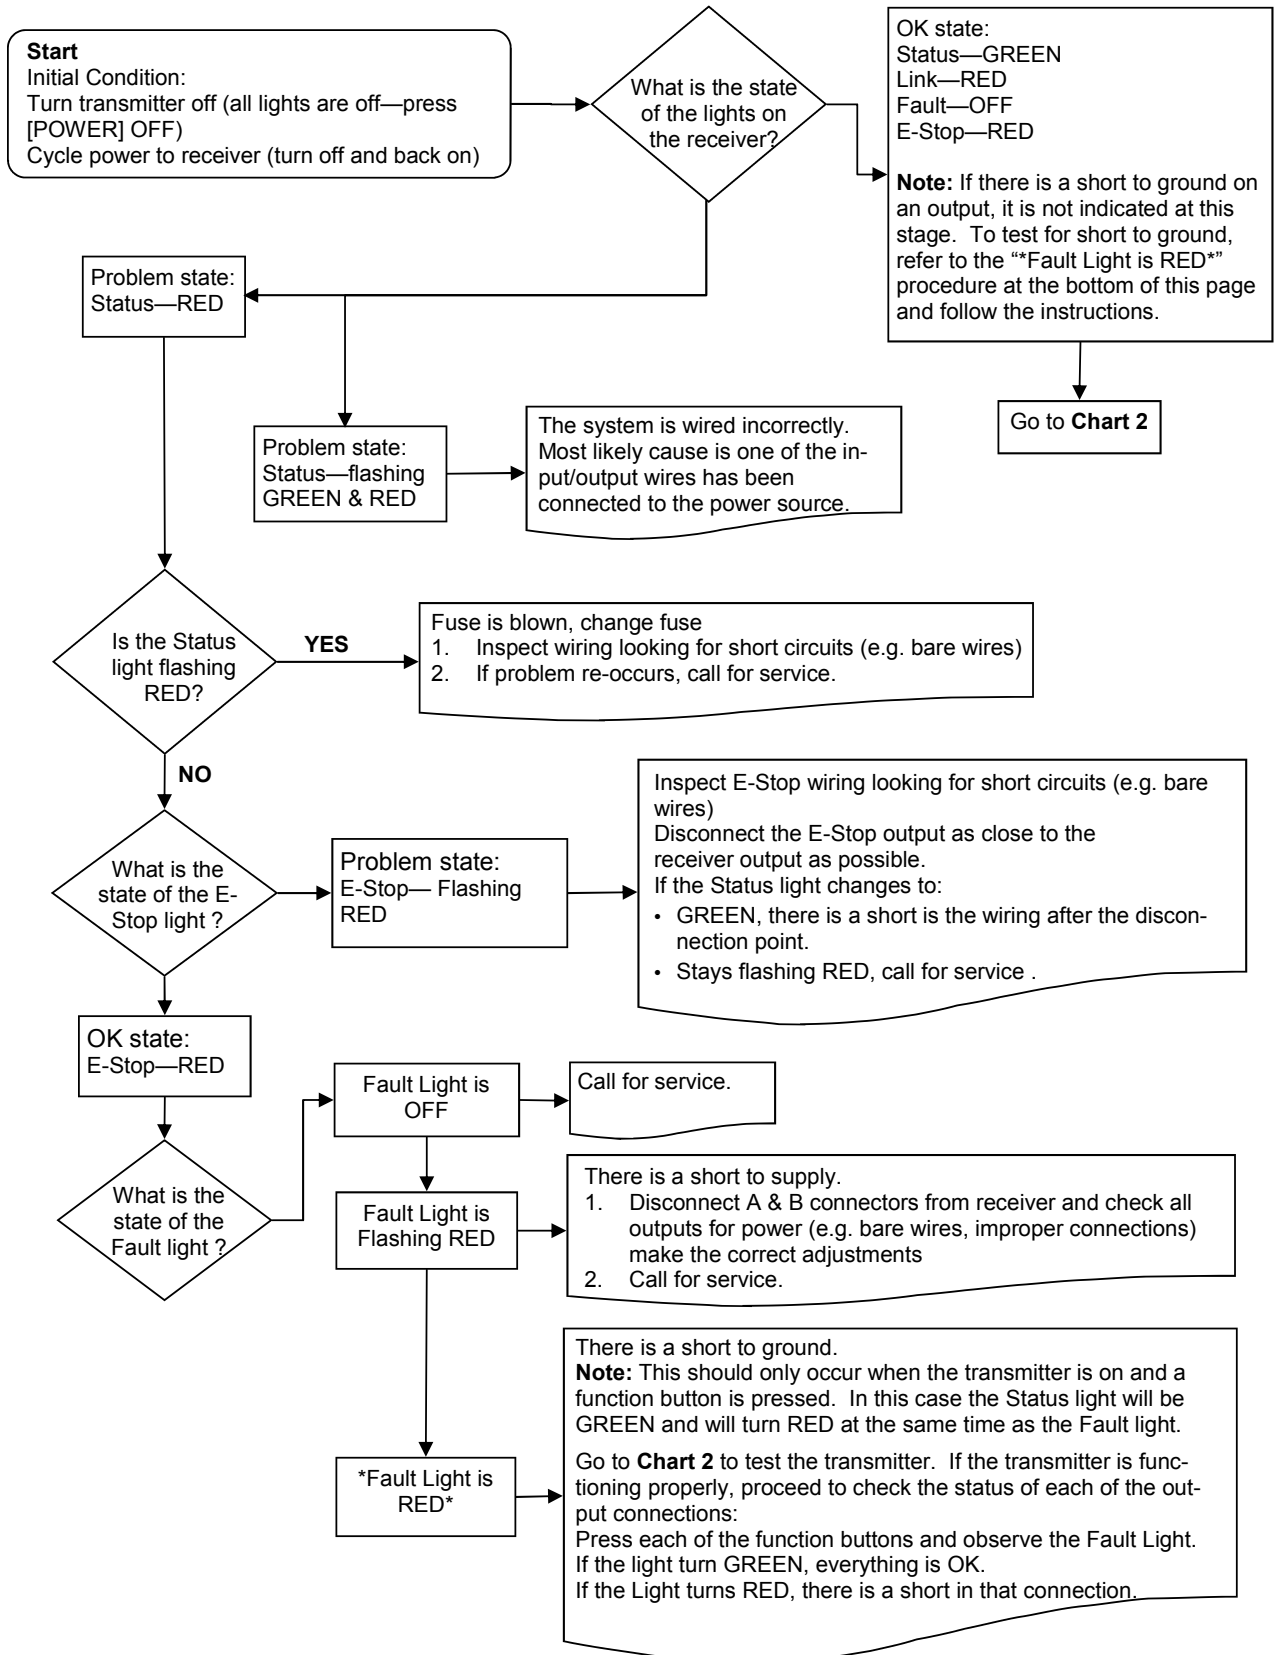 Start
Initial Condition:
Turn transmitter off (all lights are off—press
[POWER] OFF)
Cycle power to receiver (turn off and back on)
What is the state
of the lights on
the receiver?
OK state:
Status—GREEN
Link—RED
Fault—OFF
E-Stop—RED
Note: If there is a short to ground on
an output, it is not indicated at this
stage. To test for short to ground,
refer to the “*Fault Light is RED*”
procedure at the bottom of this page
and follow the instructions.
Go to Chart 2
Problem state:
Status—RED
Problem state:
Status—flashing
GREEN & RED
The system is wired incorrectly.
Most likely cause is one of the in-
put/output wires has been
connected to the power source.
Is the Status
light flashing
RED?
YES
Fuse is blown, change fuse
1. Inspect wiring looking for short circuits (e.g. bare wires)
2. If problem re-occurs, call for service.
NO
What is the
state of the E-
Stop light ?
Problem state:
E-Stop— Flashing
RED
Inspect E-Stop wiring looking for short circuits (e.g. bare
wires)
Disconnect the E-Stop output as close to the
receiver output as possible.
If the Status light changes to:
• GREEN, there is a short is the wiring after the discon-
nection point.
• Stays flashing RED, call for service .
OK state:
E-Stop—RED
What is the
state of the
Fault light ?
Fault Light is
OFF
Call for service.
Fault Light is
Flashing RED
There is a short to supply.
1. Disconnect A & B connectors from receiver and check all
outputs for power (e.g. bare wires, improper connections)
make the correct adjustments
2. Call for service.
*Fault Light is
RED*
There is a short to ground.
Note: This should only occur when the transmitter is on and a
function button is pressed. In this case the Status light will be
GREEN and will turn RED at the same time as the Fault light.
Go to Chart 2 to test the transmitter. If the transmitter is func-
tioning properly, proceed to check the status of each of the out-
put connections:
Press each of the function buttons and observe the Fault Light.
If the light turn GREEN, everything is OK.
If the Light turns RED, there is a short in that connection.